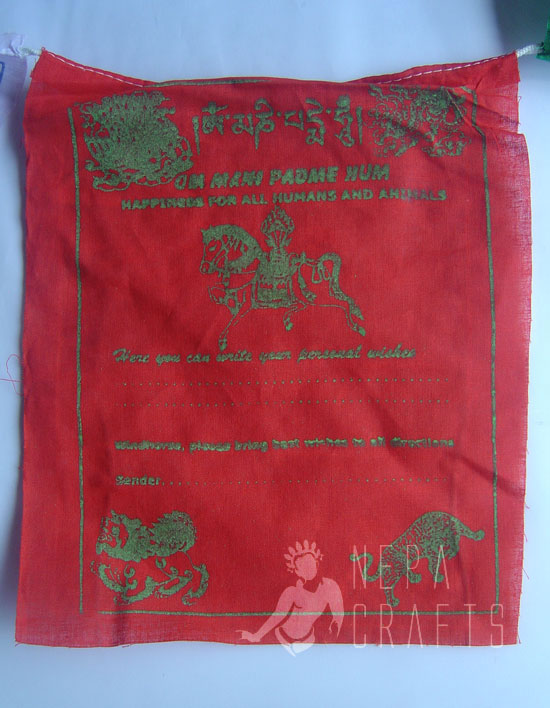 ༄།ཨོཾ་མ་ཎི་པདྨེ་ཧཱུྃ།
OM MANI PADME HUM
HAPPINESS FOR ALL HUMANS AND ANIMALS
Here you can write your personal wishes :
Windhorse, please bring best wishes to all directions
Sender
NEPA
CRAFTS